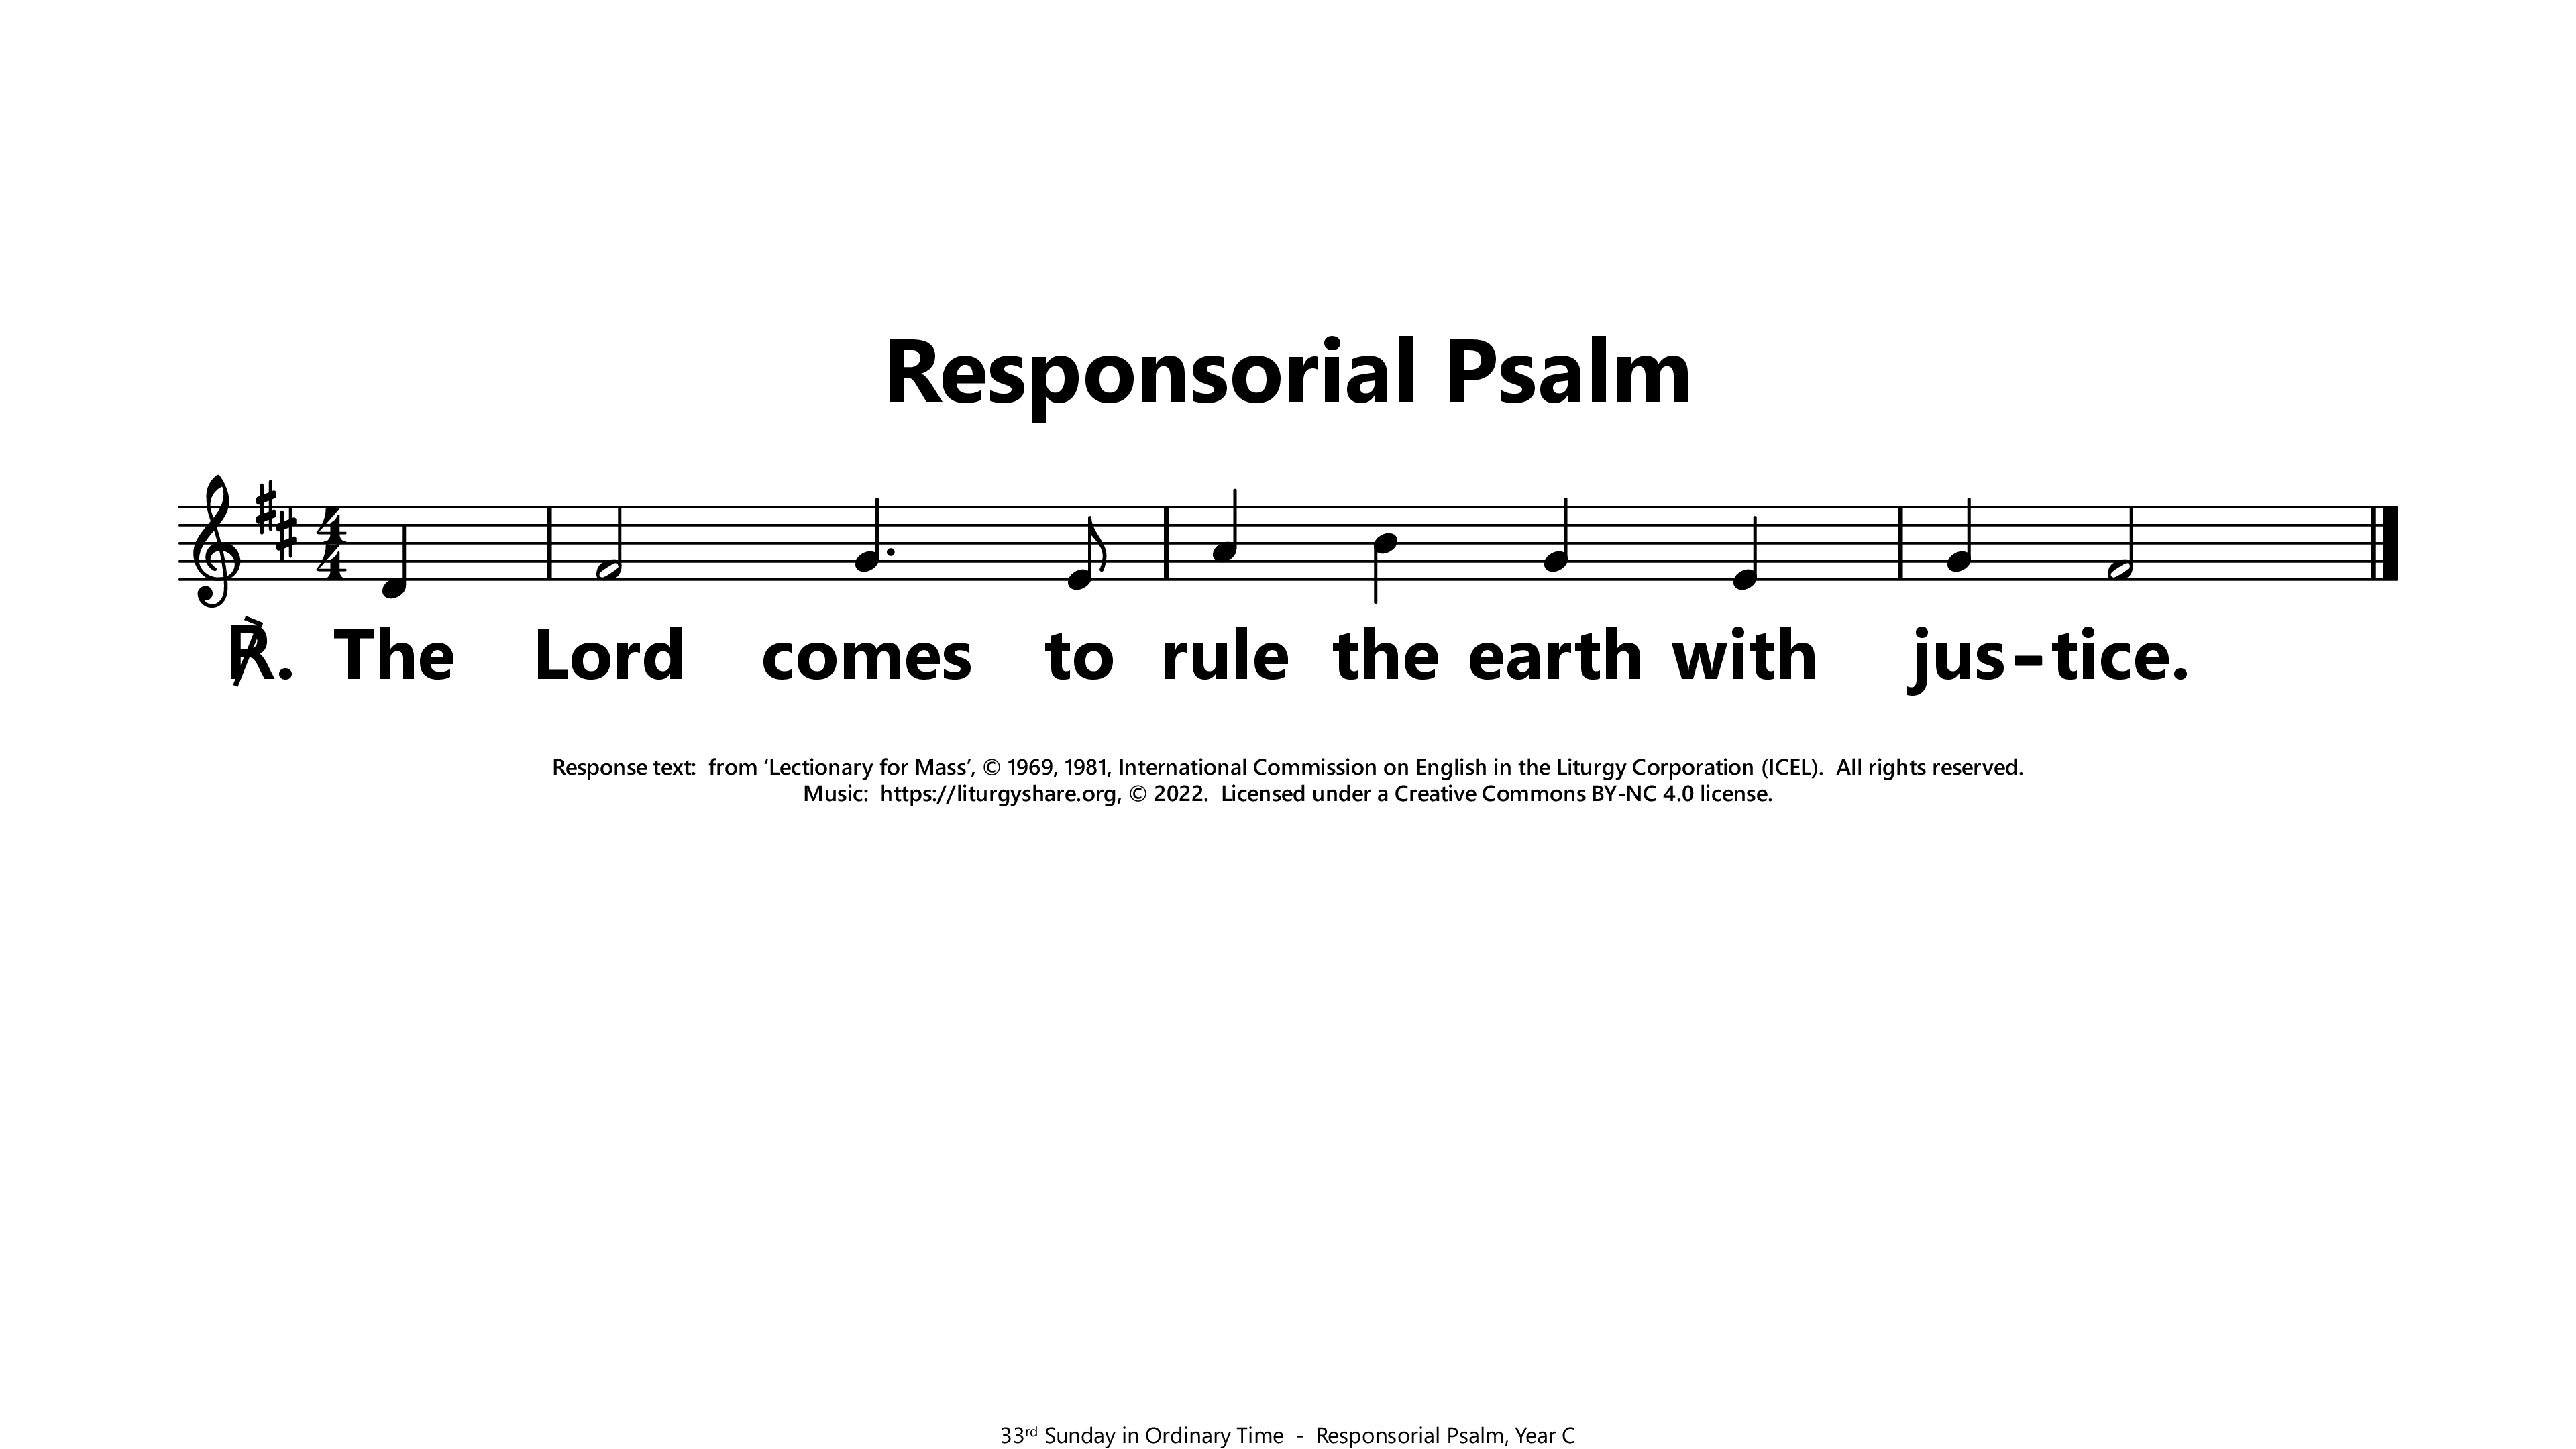 Responsorial Psalm
℟. The Lord comes to rule the earth with jus-tice.
Response text:  from ‘Lectionary for Mass’, © 1969, 1981, International Commission on English in the Liturgy Corporation (ICEL).  All rights reserved.
Music:  https://liturgyshare.org, © 2022.  Licensed under a Creative Commons BY-NC 4.0 license.
33rd Sunday in Ordinary Time  -  Responsorial Psalm, Year C